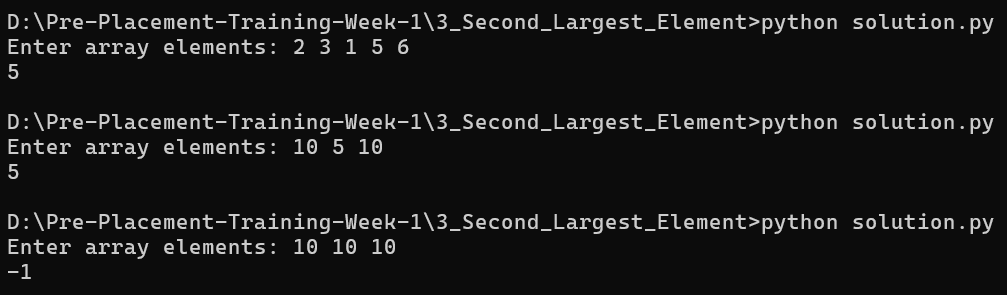 D:\Pre-Placement-Training-Week-1\3_Second_Largest_Element>python solution.py
Enter array elements: 2 3 1 5 6
5
D:\Pre-Placement-Training-Week-1\3_Second_Largest_Element>python solution.py
Enter array elements: 10 5 10
5
D:\Pre-Placement-Training-Week-1\3_Second_Largest_Element>python solution.py
Enter array elements: 10 10 10
-1